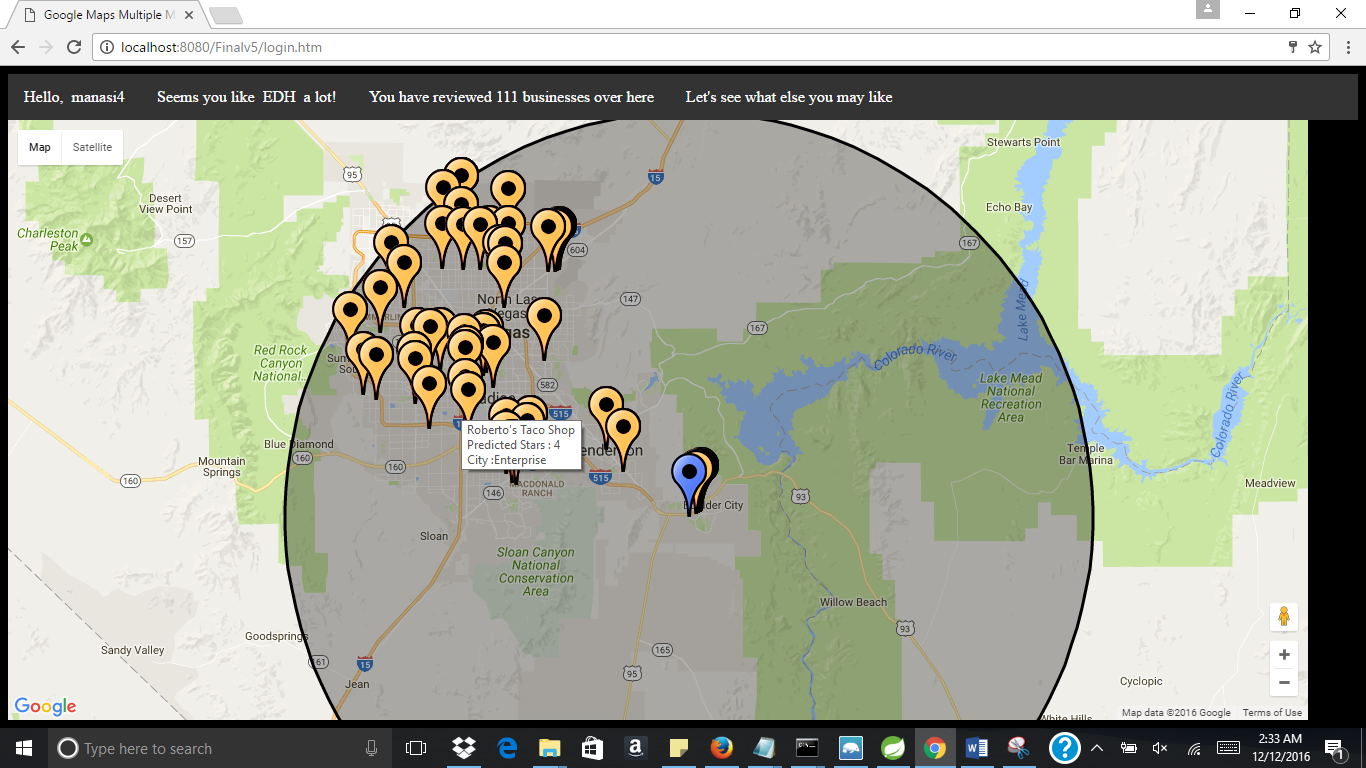 Google Maps Multiple M
localhost:8080/Finalv5/login.htm
Hello, manasi4 Seems you like EDH a lot! You have reviewed 111 businesses over here Let's see what else you may like
Map Satellite
Stewarts Point
95
15
Desert
View Point
Echo Bay
Charleston
Peak
157
167
604
147
North Las
Vegas
167
Lake Mead
Colorado River
Red Rock
Canyon
National...
Lake Mead
National
Recreation
Area
582
515
Colorado River
Roberto's Taco Shop
Predicted Stars : 4
City :Enterprise
Blue Diamond
160
160
Mountain
Springs
160
515
Temple
Bar Marina
Meadview
146
MACDONALD
RANCH
93
Sloan
Sloan Canyon
National
Conservation
Area
Willow Beach
93
Goodsprings
Sandy Valley
161
15
165
95
Jean
Cyclopic
White Hills
Google
Map data ©2016 Google Terms of Use
Type here to search
2:33 AM
12/12/2016
1